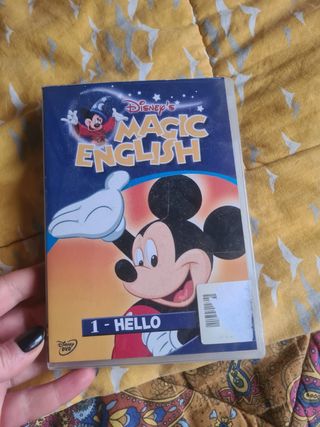 DISNEY'S
MAGIC
ENGLISH
1 - HELLO
Disney
DVD